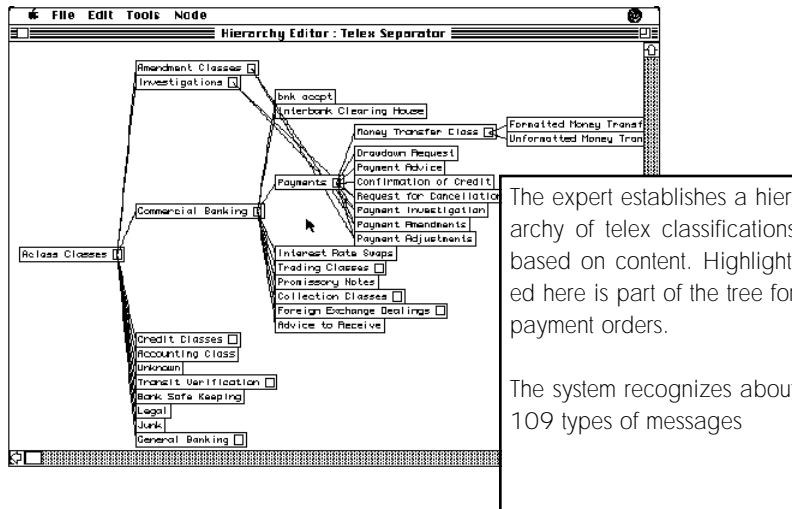 File Edit Tools Node
Hierarchy Editor : Telex Separator
Amendment Classes
Investigations
bnk accpt
Interbank Clearing House
Money Transfer Class
Formatted Money Transf
Unformatted Money Tran
Drawdown Request
Payment Advice
Payments
Confirmation of Credit
Request for Cancellation
Commercial Banking
Payment Investigation
Payment Amendments
Payment Adjustments
Aclass Classes
Interest Rate Swaps
Trading Classes
Promissory Notes
Collection Classes
Foreign Exchange Dealings
Advice to Receive
Credit Classes
Accounting Class
Unknown
Transit Verification
Bank Safe Keeping
Legal
Junk
General Banking
The expert establishes a hier
archy of telex classifications
based on content. Highlight
ed here is part of the tree for
payment orders.
The system recognizes about
109 types of messages